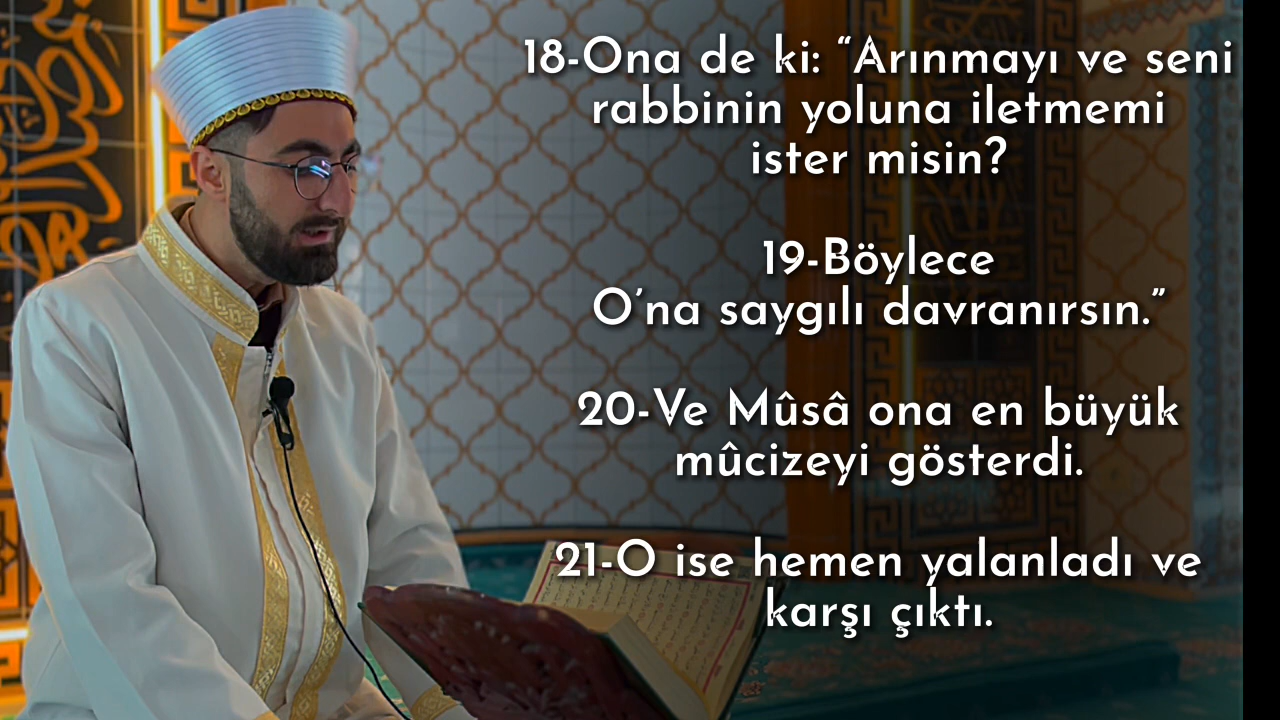 18-Ona de ki: “Arınmayı ve seni
rabbinin yoluna iletmemi
ister misin?
19-Böylece
O’na saygılı davranırsın.”
20-Ve Mûsâ ona en büyük
mûcizeyi gösterdi.
21-O ise hemen yalanladı ve
karşı çıktı.